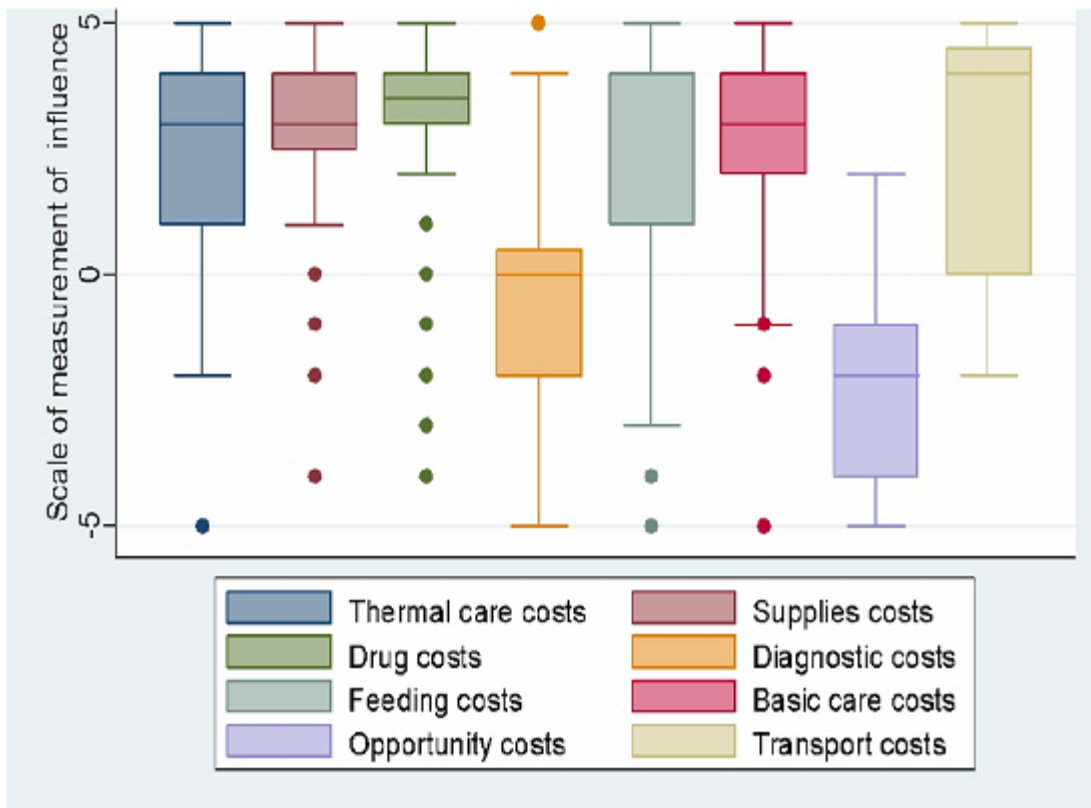 Scale of measurement of influence
5
0
-5
Thermal care costs
Supplies costs
Drug costs
Diagnostic costs
Feeding costs
Basic care costs
Opportunity costs
Transport costs